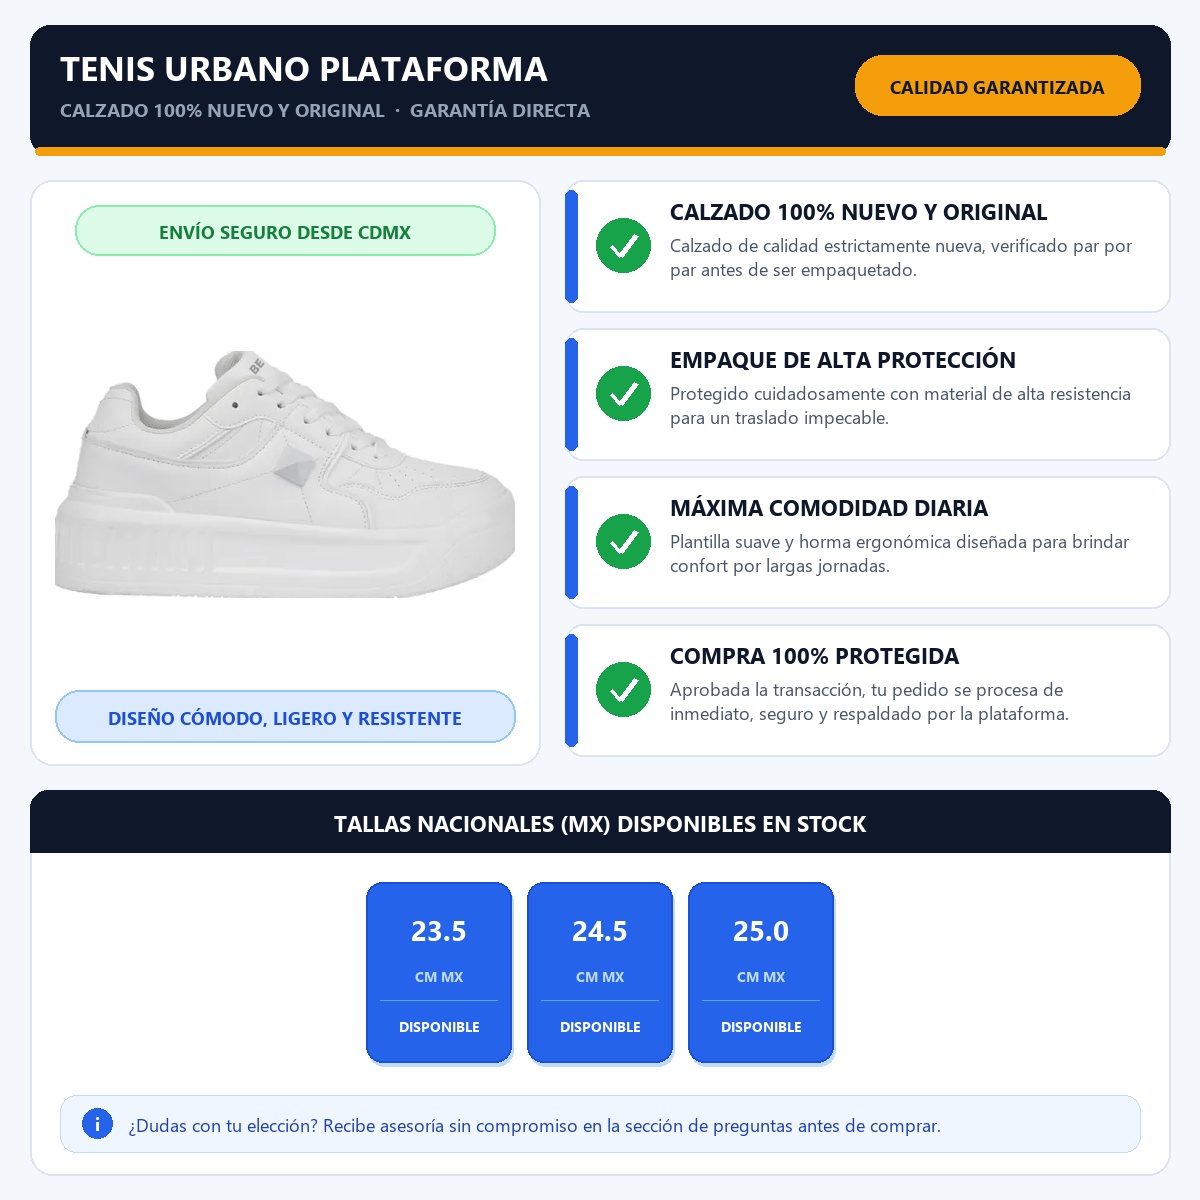 TENIS URBANO PLATAFORMA
CALZADO 100% NUEVO Y ORIGINAL · GARANTÍA DIRECTA
CALIDAD GARANTIZADA
ENVÍO SEGURO DESDE CDMX
DISEÑO CÓMODO, LIGERO Y RESISTENTE
CALZADO 100% NUEVO Y ORIGINAL
Calzado de calidad estrictamente nueva, verificado par por
par antes de ser empaquetado.
EMPAQUE DE ALTA PROTECCIÓN
Protegido cuidadosamente con material de alta resistencia
para un traslado impecable.
MÁXIMA COMODIDAD DIARIA
Plantilla suave y horma ergonómica diseñada para brindar
confort por largas jornadas.
COMPRA 100% PROTEGIDA
Aprobada la transacción, tu pedido se procesa de
inmediato, seguro y respaldado por la plataforma.
TALLAS NACIONALES (MX) DISPONIBLES EN STOCK
23.5
CM MX
DISPONIBLE
24.5
CM MX
DISPONIBLE
25.0
CM MX
DISPONIBLE
¿Dudas con tu elección? Recibe asesoría sin compromiso en la sección de preguntas antes de comprar.